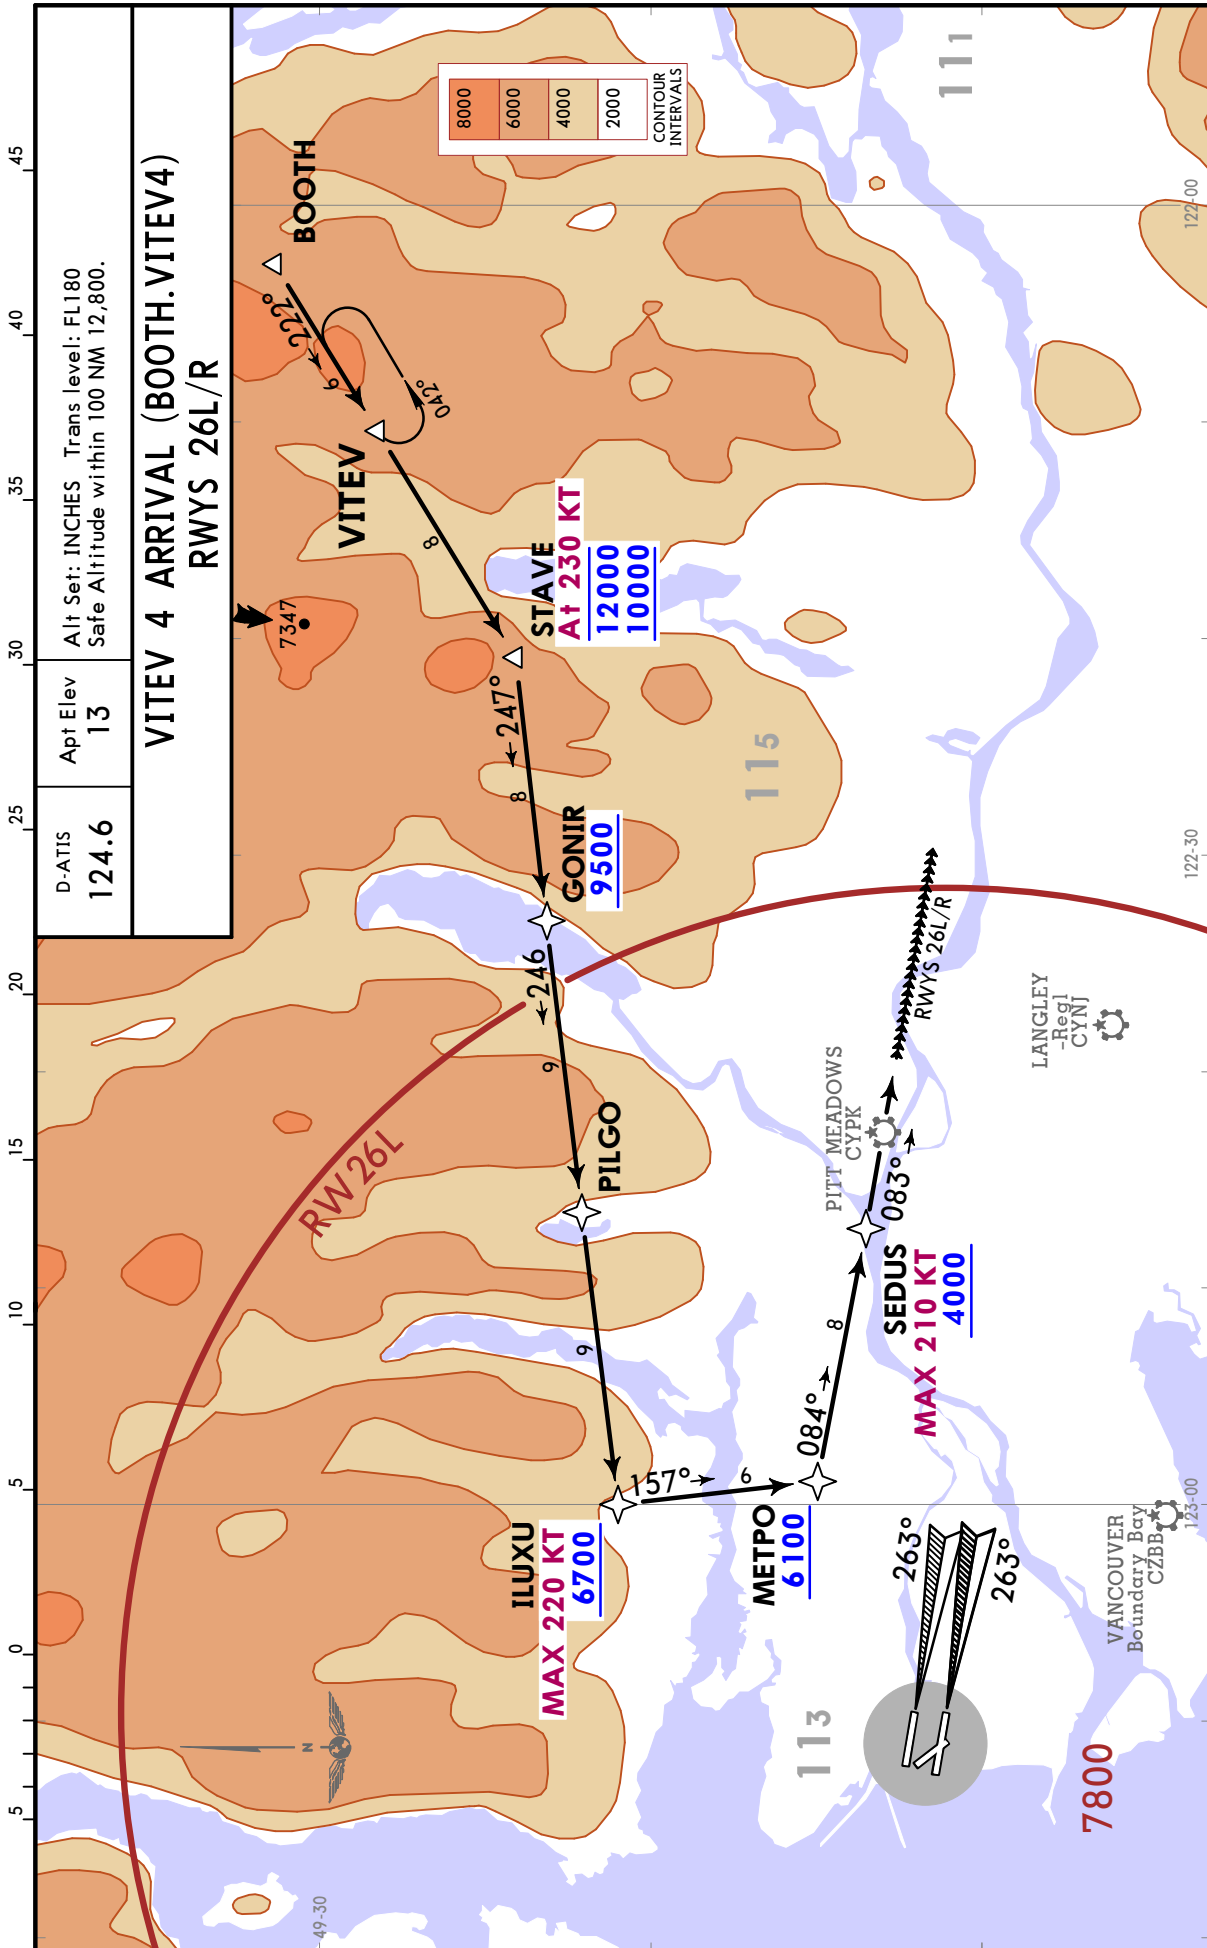 D-ATIS
124.6
Apt Elev
13
Alt Set: INCHES Trans level: FL180
Safe Altitude within 100 NM 12,800.
VITEV 4 ARRIVAL (BOOTH.VITEV4)
RWYS 26L/R
5
0
5
10
15
20
25
30
35
40
45
8000
6000
4000
2000
CONTOUR
INTERVALS
BOOTH
222°
6
042°
VITEV
8
7347
STAVE
At 230 KT
12000
10000
247°
8
GONIR
9500
246
9
PILGO
9
ILUXU
MAX 220 KT
6700
157°
6
METPO
6100
084°
8
SEDUS
MAX 210 KT
4000
083°
RWYS 26L/R
RW26L
7800
N
263°
263°
PITT MEADOWS
CYPK
LANGLEY
-Regl
CYNJ
VANCOUVER
Boundary Bay
CZBB
111
115
113
49-30
123-00
122-30
122-00